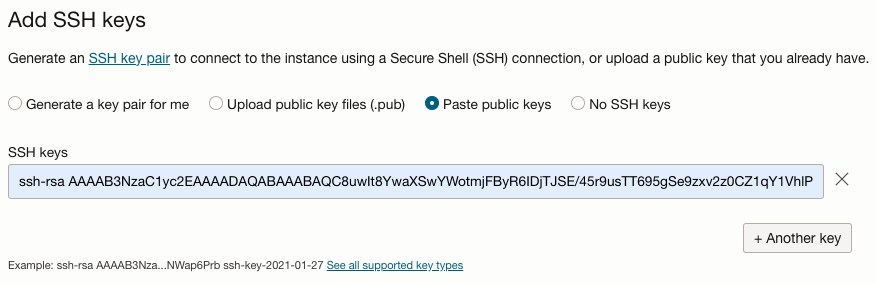 Add SSH keys
Generate an SSH key pair to connect to the instance using a Secure Shell (SSH) connection, or upload a public key that you already have.
Generate a key pair for me Upload public key files (.pub) Paste public keys No SSH keys
SSH keys
ssh-rsa AAAAB3NzaC1yc2EAAAADAQABAAABAQC8uwIt8YwaXSwYWotmjFByR6IDjTJSE/45r9usTT695gSe9zxv2z0CZ1qY1VhlP
+ Another key
Example: ssh-rsa AAAAB3Nza...NWap6Prb ssh-key-2021-01-27 See all supported key types